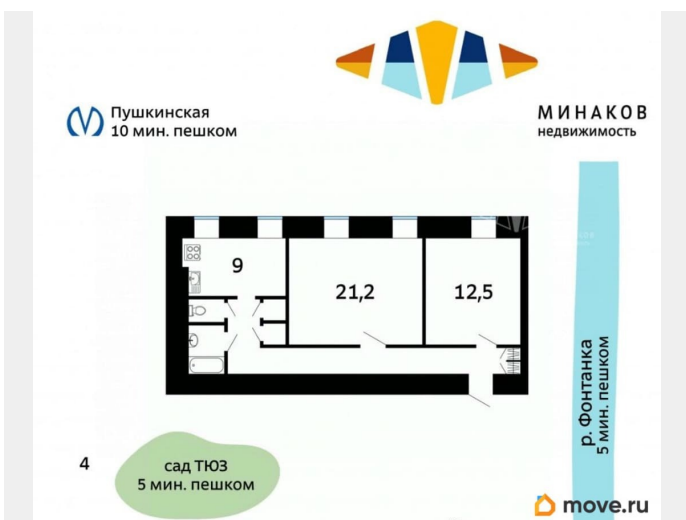 Пушкинская
10 мин. пешком
МИНАКОВ
недвижимость
9
21,2
12,5
р. Фонтанка
5 мин. пешком
4
сад ТЮЗ
5 мин. пешком
move.ru